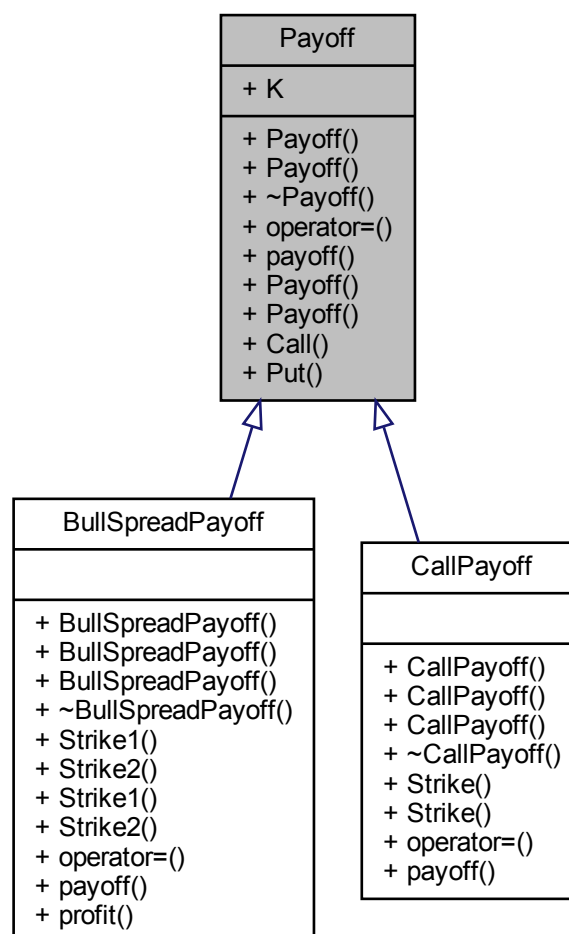 Payoff
+ K
+ Payoff()
+ Payoff()
+ ~Payoff()
+ operator=()
+ payoff()
+ Payoff()
+ Payoff()
+ Call()
+ Put()
BullSpreadPayoff
+ BullSpreadPayoff()
+ BullSpreadPayoff()
+ BullSpreadPayoff()
+ ~BullSpreadPayoff()
+ Strike1()
+ Strike2()
+ Strike1()
+ Strike2()
+ operator=()
+ payoff()
+ profit()
CallPayoff
+ CallPayoff()
+ CallPayoff()
+ CallPayoff()
+ ~CallPayoff()
+ Strike()
+ Strike()
+ operator=()
+ payoff()